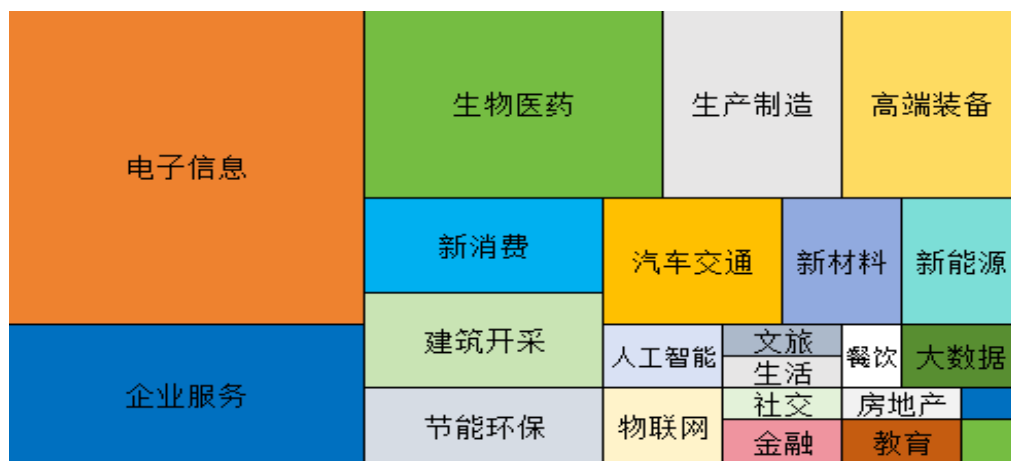 电子信息
企业服务
生物医药
生产制造
高端装备
新消费
汽车交通
新材料
新能源
建筑开采
人工智能
文旅
生活
餐饮
大数据
节能环保
物联网
社交
房地产
金融
教育